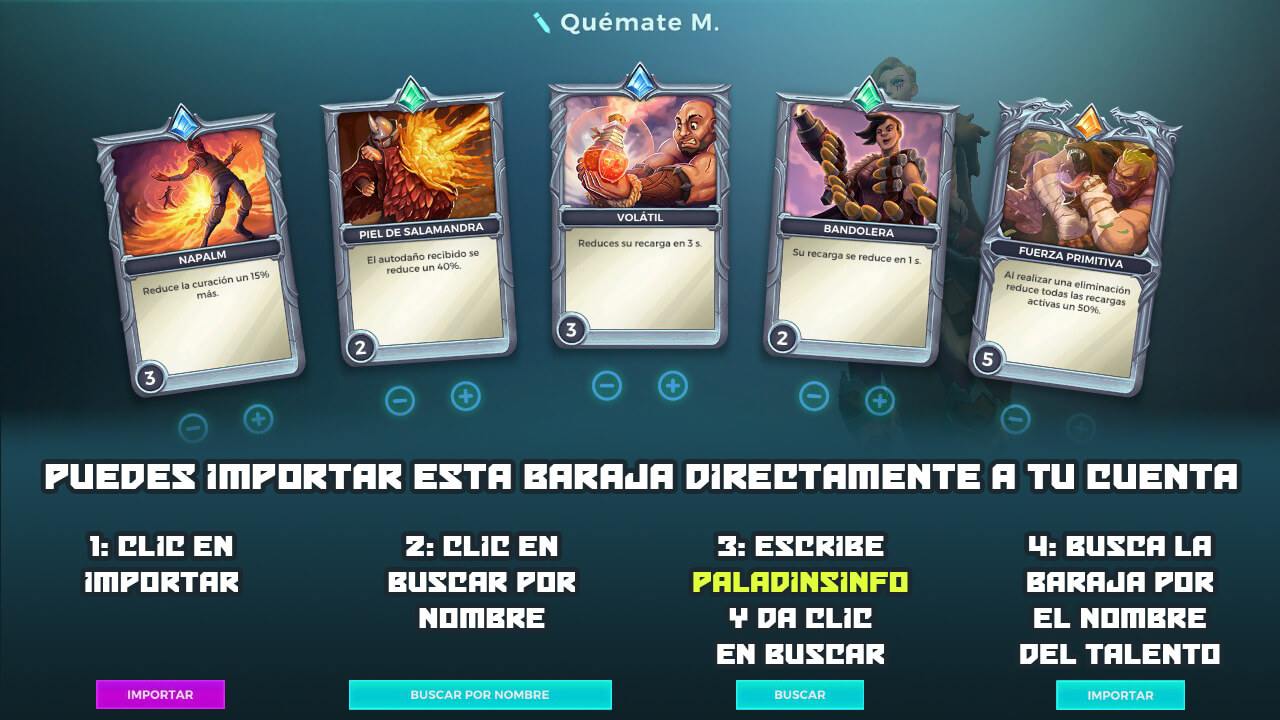 Quémate M.
NAPALM
Reduce la curación un 15%
más.
3
PIEL DE SALAMANDRA
El autodaño recibido se
reduce un 40%.
2
VOLÁTIL
Reduces su recarga en 3 s.
3
BANDOLERA
Su recarga se reduce en 1 s.
2
FUERZA PRIMITIVA
Al realizar una eliminación
reduce todas las recargas
activas un 50%.
5
PUEDES IMPORTAR ESTA BARAJA DIRECTAMENTE A TU CUENTA
1: CLIC EN
IMPORTAR
IMPORTAR
2: CLIC EN
BUSCAR POR
NOMBRE
BUSCAR POR NOMBRE
3: ESCRIBE
PALADINSINFO
Y DA CLIC
EN BUSCAR
BUSCAR
4: BUSCA LA
BARAJA POR
EL NOMBRE
DEL TALENTO
IMPORTAR